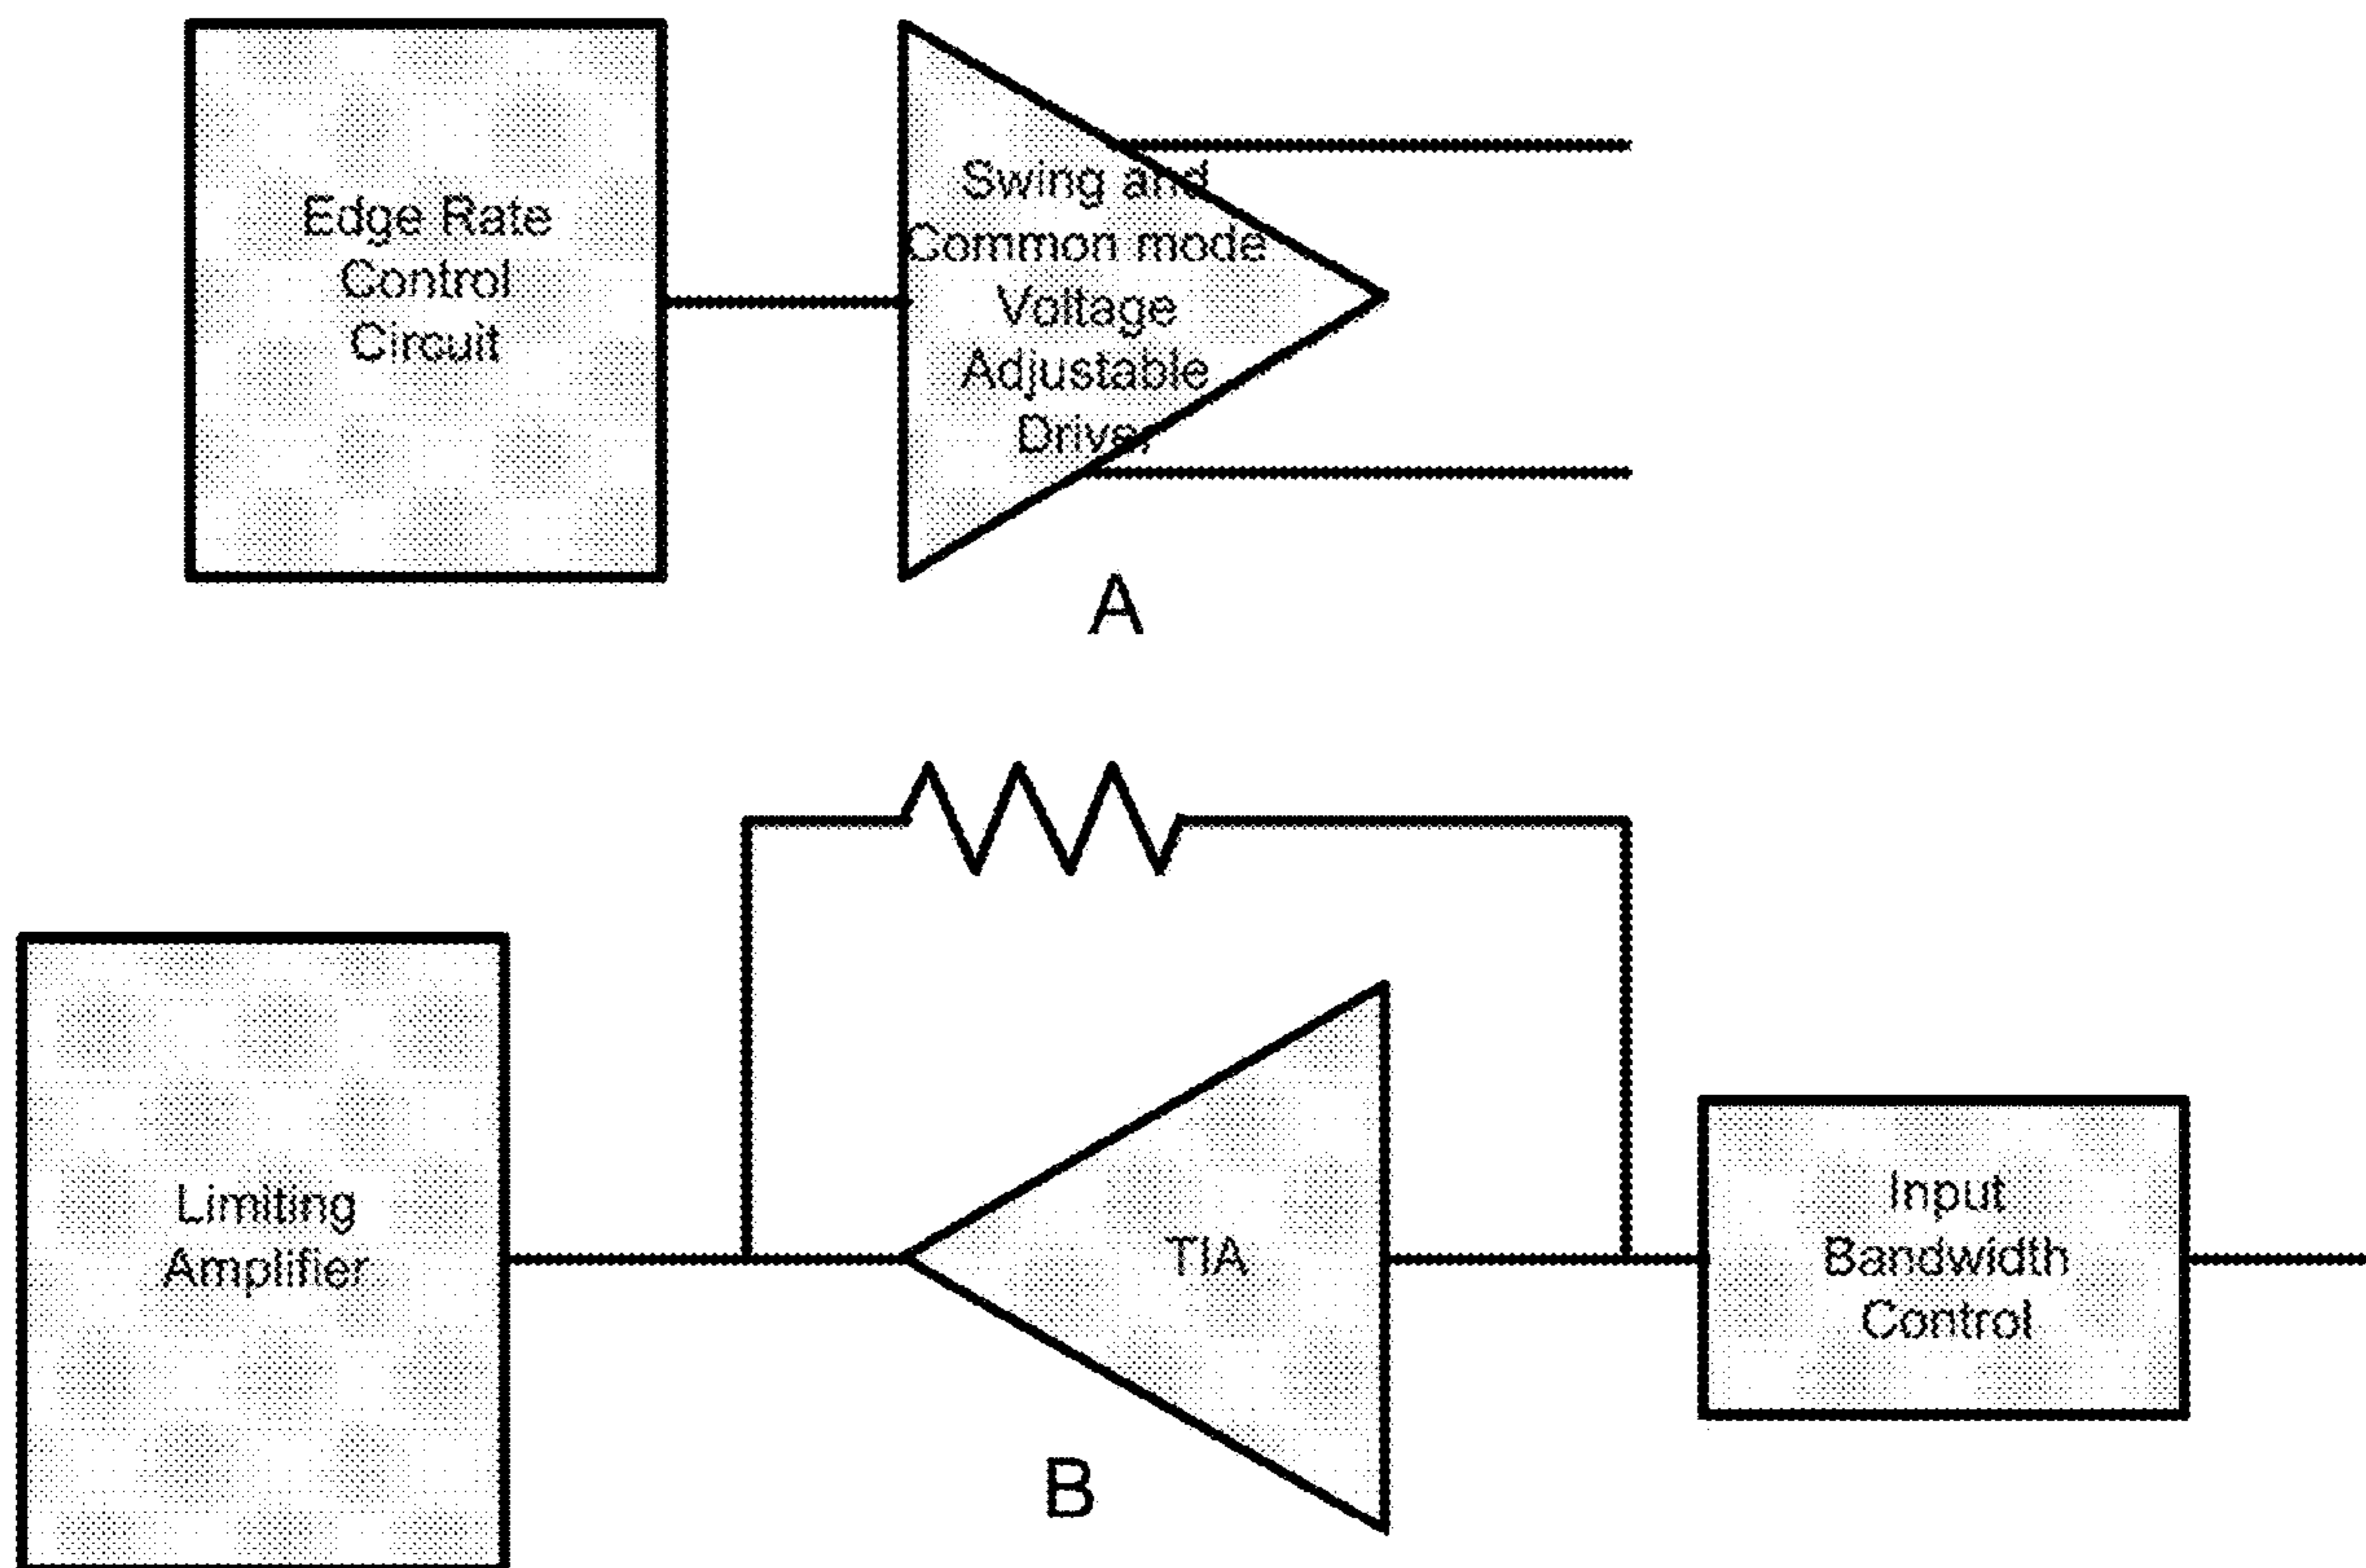 Edge Rate
Control
Circuit
Swing and
Common mode
Voltage
Adjustable
Driver
A
Limiting
Amplifier
TIA
Input
Bandwidth
Control
B